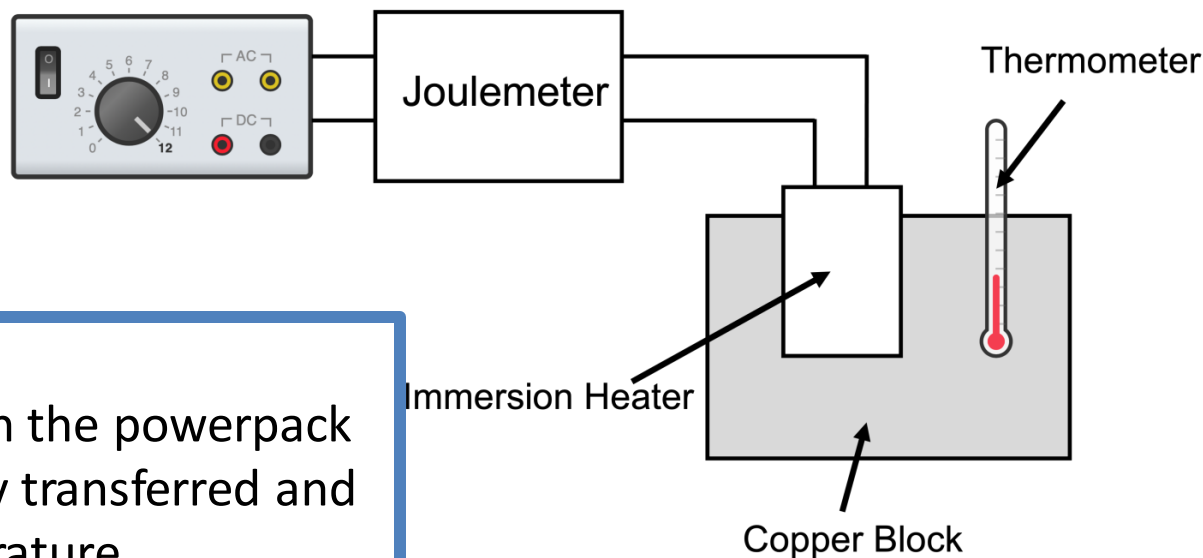 AC
DC
O
I
0
1
2
3
4
5
6
7
8
9
10
11
12
Joulemeter
Thermometer
Immersion Heater
the powerpack
transferred and
Copper Block